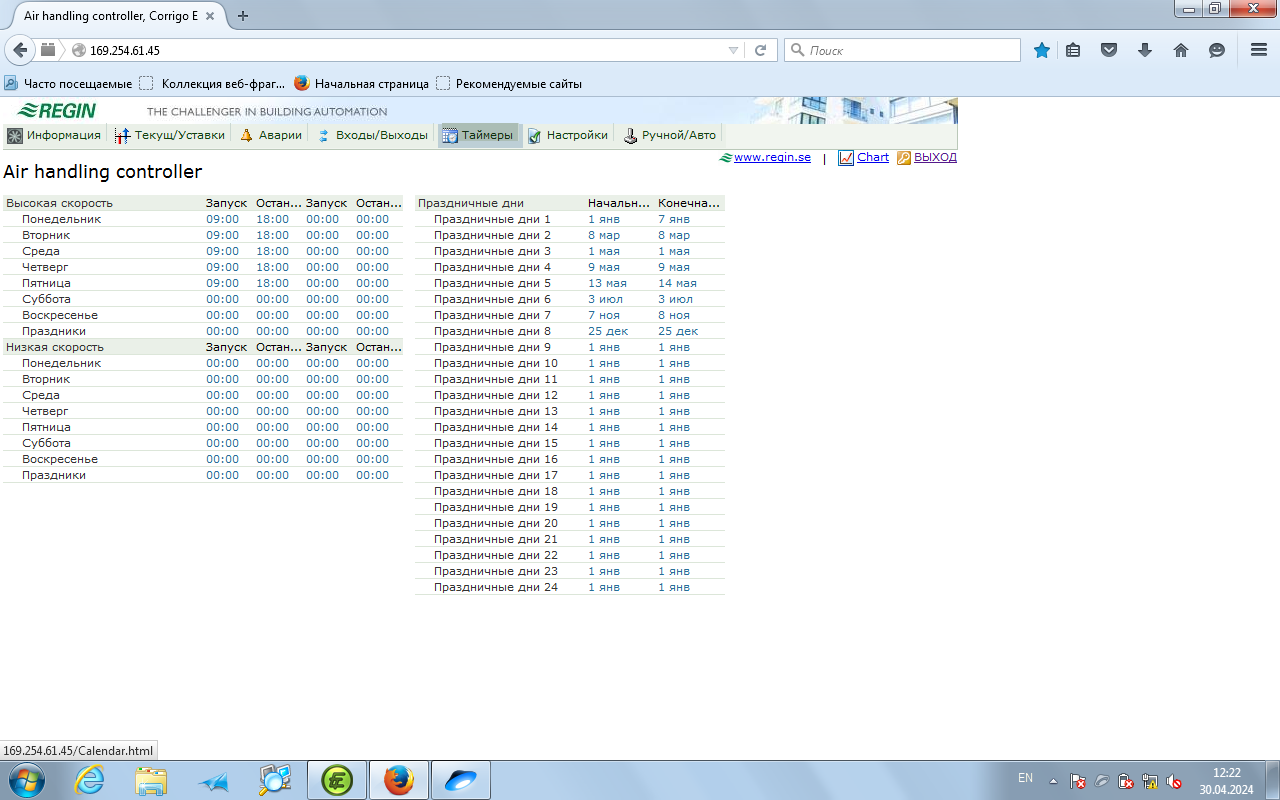 Air handling controller, Corrigo E
169.254.61.45
Поиск
Часто посещаемые Коллекция веб-фраг... Начальная страница Рекомендуемые сайты
REGIN THE CHALLENGER IN BUILDING AUTOMATION
Информация Текущ/Уставки Аварии Входы/Выходы Таймеры Настройки Ручной/Авто
www.regin.se | Chart ВЫХОД
Air handling controller
Высокая скорость Запуск Остан... Запуск Остан...
Понедельник 09:00 18:00 00:00 00:00
Вторник 09:00 18:00 00:00 00:00
Среда 09:00 18:00 00:00 00:00
Четверг 09:00 18:00 00:00 00:00
Пятница 09:00 18:00 00:00 00:00
Суббота 00:00 00:00 00:00 00:00
Воскресенье 00:00 00:00 00:00 00:00
Праздники 00:00 00:00 00:00 00:00
Низкая скорость Запуск Остан... Запуск Остан...
Понедельник 00:00 00:00 00:00 00:00
Вторник 00:00 00:00 00:00 00:00
Среда 00:00 00:00 00:00 00:00
Четверг 00:00 00:00 00:00 00:00
Пятница 00:00 00:00 00:00 00:00
Суббота 00:00 00:00 00:00 00:00
Воскресенье 00:00 00:00 00:00 00:00
Праздники 00:00 00:00 00:00 00:00
Праздничные дни Начальн... Конечна...
Праздничные дни 1 1 янв 7 янв
Праздничные дни 2 8 мар 8 мар
Праздничные дни 3 1 мая 1 мая
Праздничные дни 4 9 мая 9 мая
Праздничные дни 5 13 мая 14 мая
Праздничные дни 6 3 июл 3 июл
Праздничные дни 7 7 ноя 8 ноя
Праздничные дни 8 25 дек 25 дек
Праздничные дни 9 1 янв 1 янв
Праздничные дни 10 1 янв 1 янв
Праздничные дни 11 1 янв 1 янв
Праздничные дни 12 1 янв 1 янв
Праздничные дни 13 1 янв 1 янв
Праздничные дни 14 1 янв 1 янв
Праздничные дни 15 1 янв 1 янв
Праздничные дни 16 1 янв 1 янв
Праздничные дни 17 1 янв 1 янв
Праздничные дни 18 1 янв 1 янв
Праздничные дни 19 1 янв 1 янв
Праздничные дни 20 1 янв 1 янв
Праздничные дни 21 1 янв 1 янв
Праздничные дни 22 1 янв 1 янв
Праздничные дни 23 1 янв 1 янв
Праздничные дни 24 1 янв 1 янв
169.254.61.45/Calendar.html
EN 12:22
30.04.2024